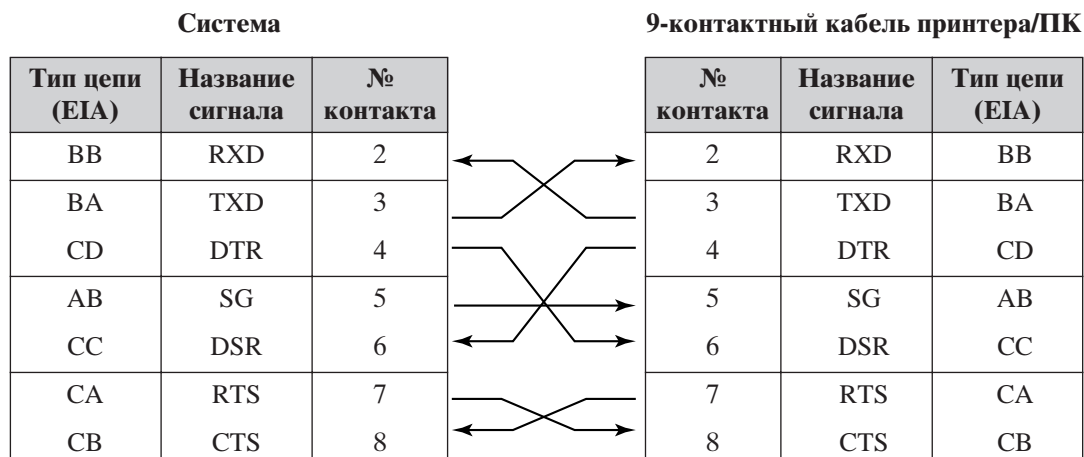 Система 9-контактный кабель принтера/ПК
Тип цепи (EIA) Название сигнала № контакта № контакта Название сигнала Тип цепи (EIA)
BB RXD 2 2 RXD BB
BA TXD 3 3 TXD BA
CD DTR 4 4 DTR CD
AB SG 5 5 SG AB
CC DSR 6 6 DSR CC
CA RTS 7 7 RTS CA
CB CTS 8 8 CTS CB